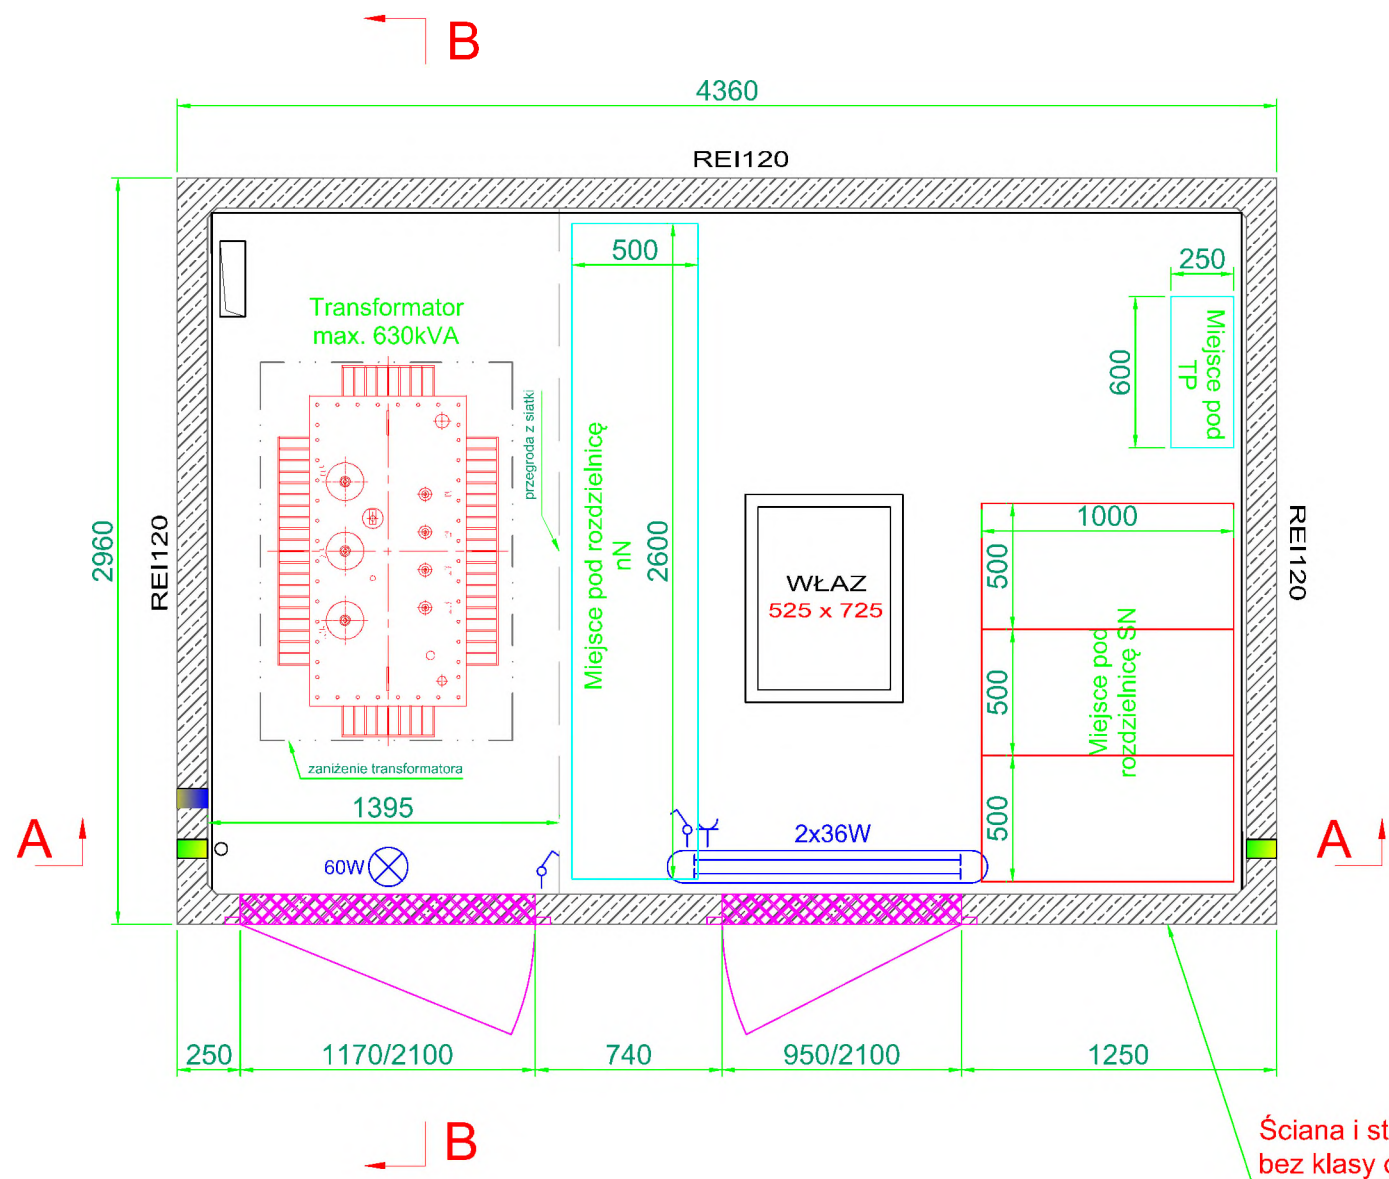 B
4360
REI120
500
250
Transformator
max. 630kVA
Miejsce pod
TP
600
przegroda z siatki
Miejsce pod rozdzielnicę
nN
2600
2960
REI120
REI120
1000
500
WŁAZ
525 x 725
500
Miejsce pod
rozdzielnicę SN
500
zaniżenie transformatora
1395
A
A
60W
2x36W
250
1170/2100
740
950/2100
1250
B
Ściana i st
bez klasy